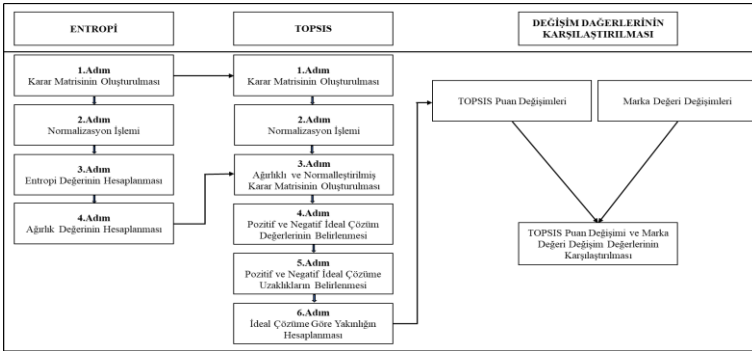 ENTROPİ
1.Adım
Karar Matrisinin Oluşturulması
2.Adım
Normalizasyon İşlemi
3.Adım
Entropi Değerinin Hesaplanması
4.Adım
Ağırlık Değerinin Hesaplanması
TOPSIS
1.Adım
Karar Matrisinin Oluşturulması
2.Adım
Normalizasyon İşlemi
3.Adım
Ağırlıklı ve Normalleştirilmiş
Karar Matrisinin Oluşturulması
4.Adım
Pozitif ve Negatif İdeal Çözüm
Değerlerinin Belirlenmesi
5.Adım
Pozitif ve Negatif İdeal Çözüme
Uzaklıkların Belirlenmesi
6.Adım
İdeal Çözüme Göre Yakınlığın
Hesaplanması
DEĞİŞİM DAĞERLERİNİN
KARŞILAŞTIRILMASI
TOPSIS Puan Değişimleri
Marka Değeri Değişimleri
TOPSIS Puan Değişimi ve Marka
Değeri Değişim Değerlerinin
Karşılaştırılması